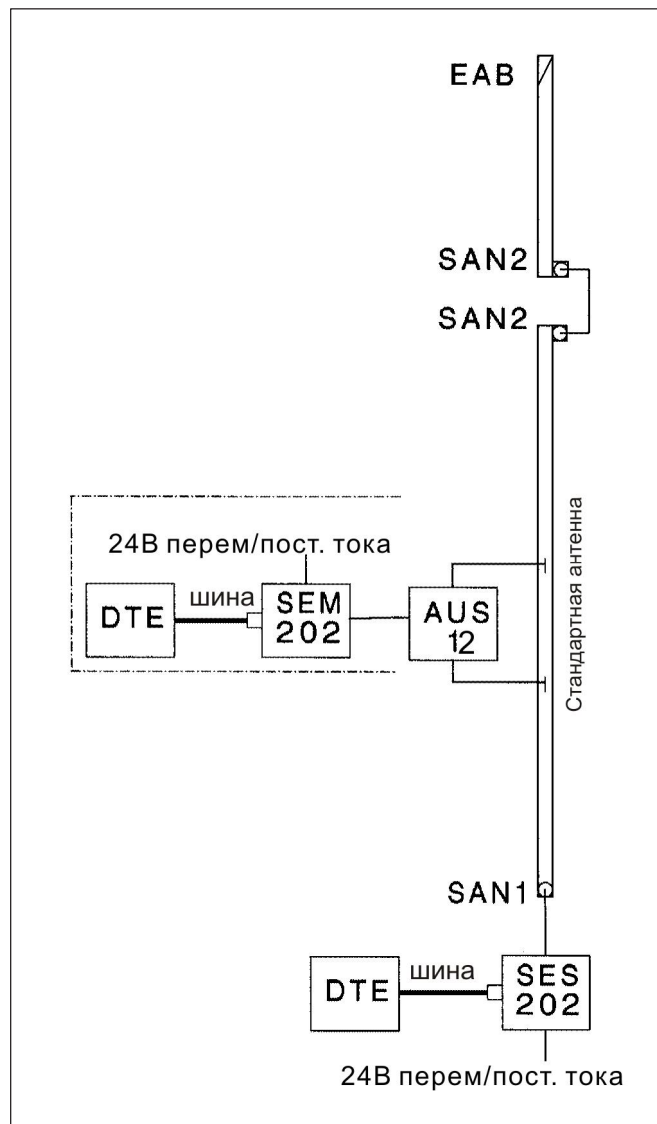 EAB
SAN2
SAN2
24В перем/пост. тока
DTE
шина
SEM
202
AUS
12
Стандартная антенна
SAN1
DTE
шина
SES
202
24В перем/пост. тока